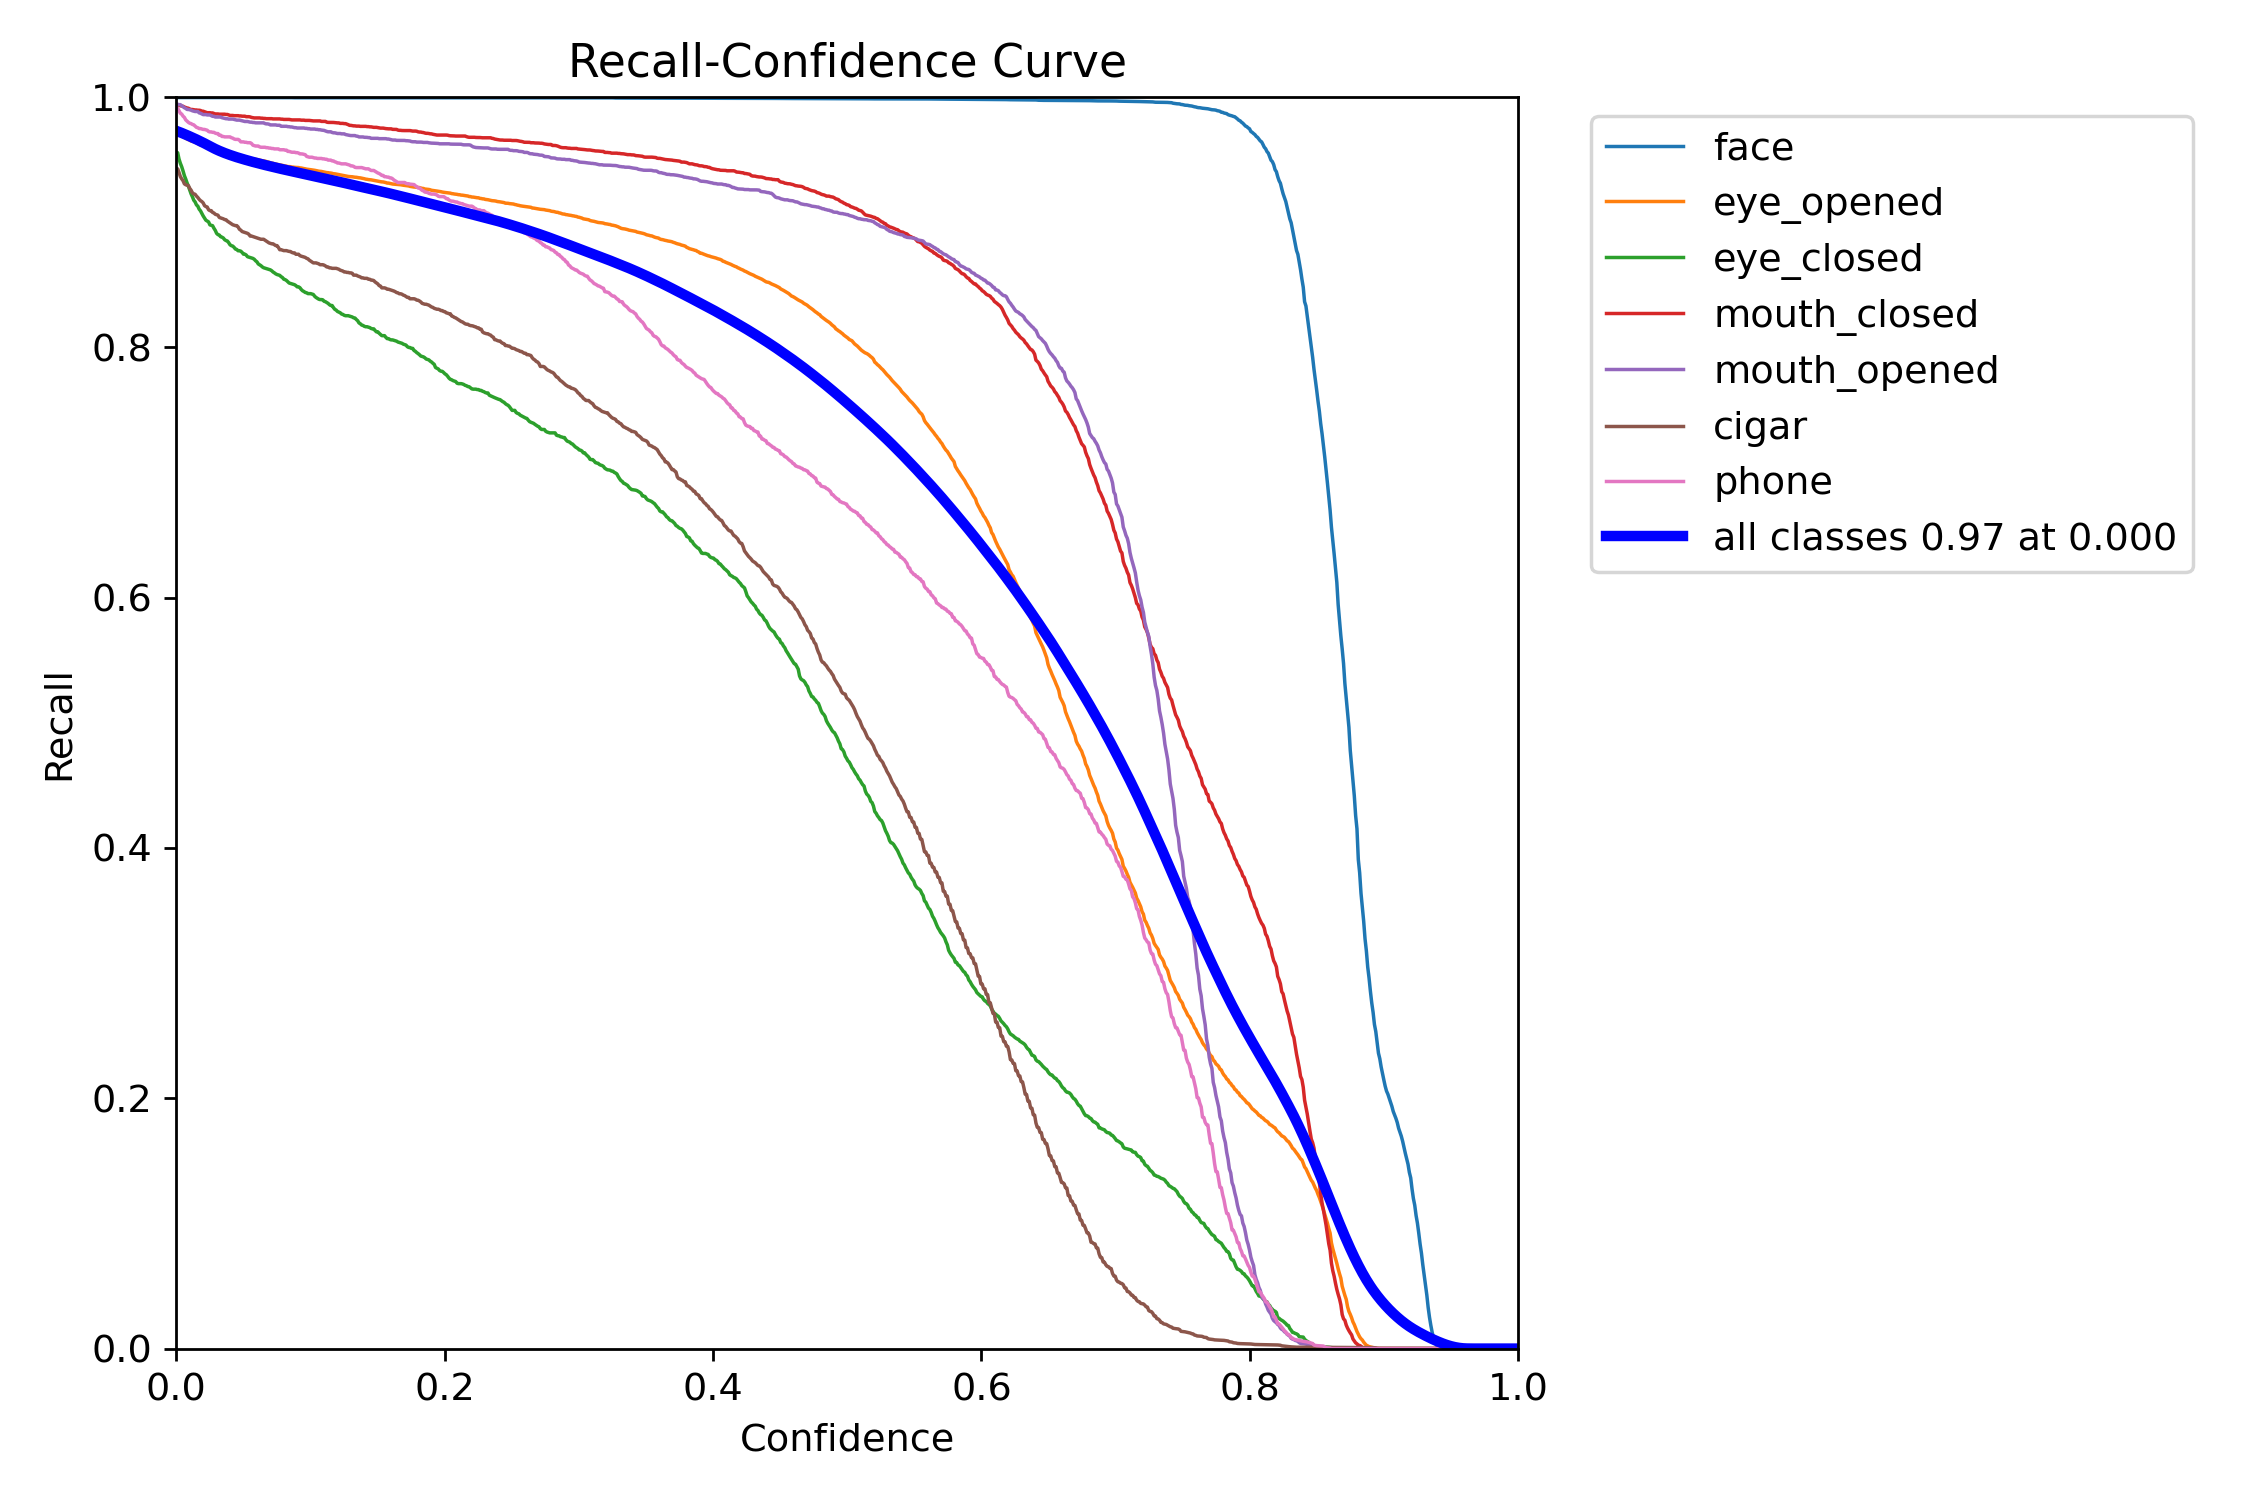 Recall-Confidence Curve
1.0
0.8
0.6
0.4
0.2
0.0
Recall
0.0 0.2 0.4 0.6 0.8 1.0
Confidence
face
eye_opened
eye_closed
mouth_closed
mouth_opened
cigar
phone
all classes 0.97 at 0.000